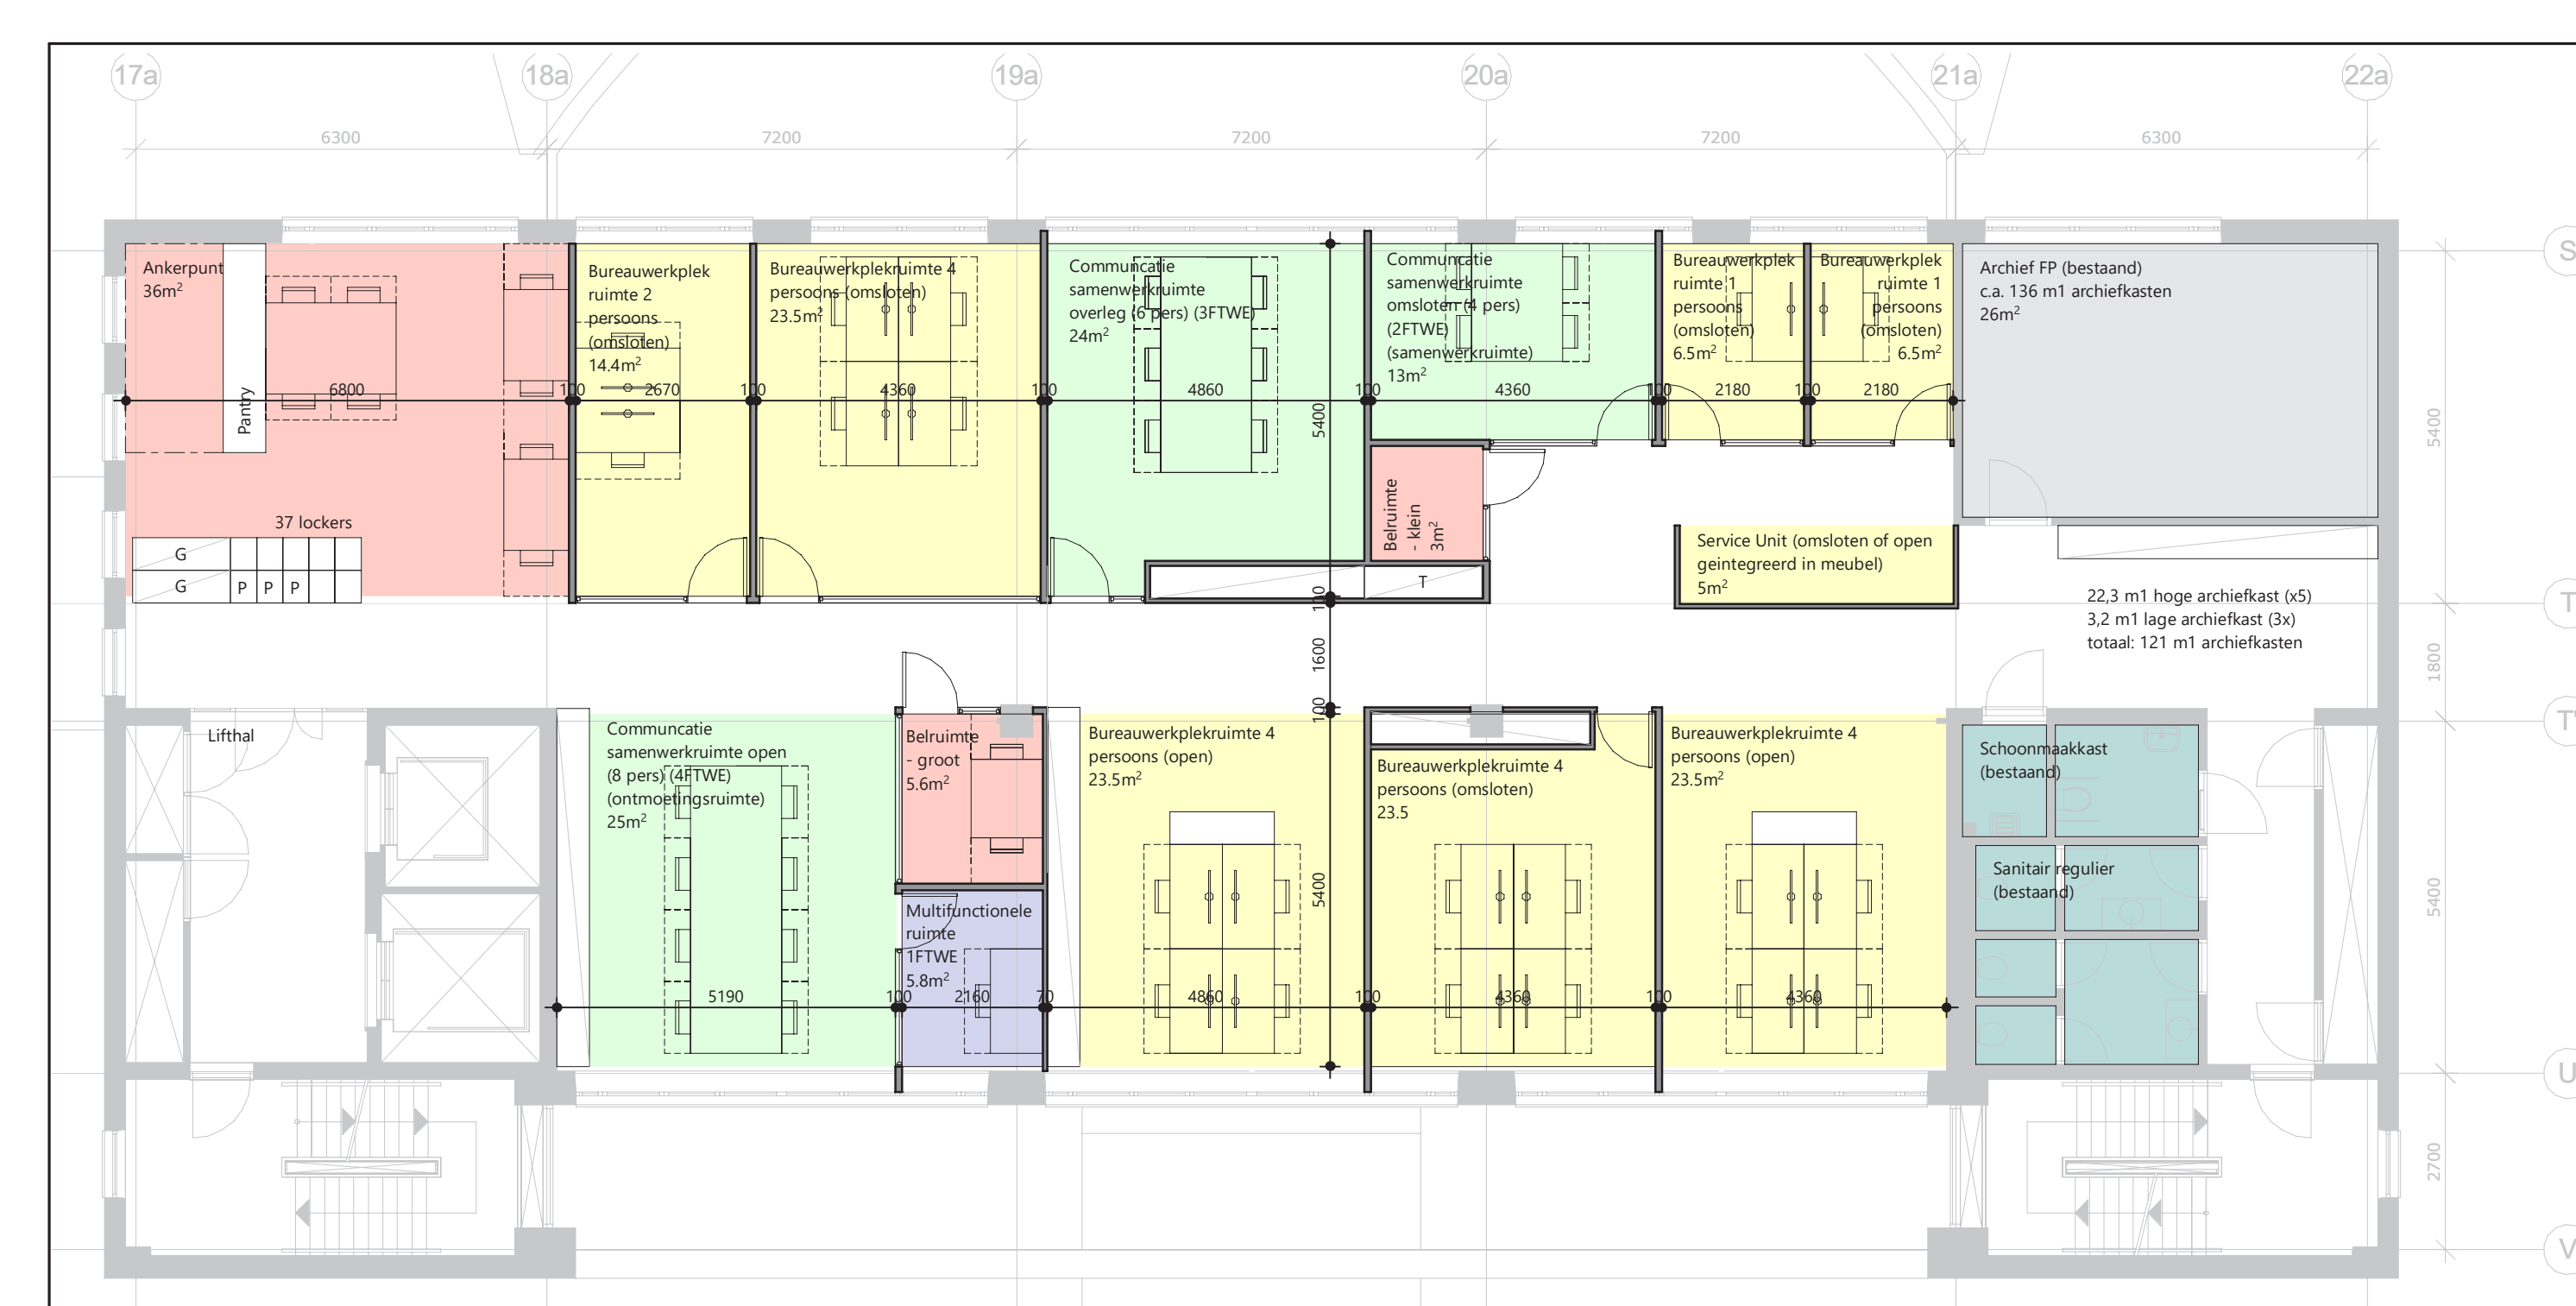 17a
18a
19a
20a
21a
22a
6300
7200
7200
7200
6300
S
Ankerpunt
36m²
Pantry
6800
37 lockers
G
G
P P P
Bureauwerkplek
ruimte 2
persoons
(omsloten)
14.4m²
100
2670
100
Bureauwerkplekruimte 4
persoons (omsloten)
23.5m²
4360
100
Communcatie
samenwerkruimte
overleg (6 pers) (3FTWE)
24m²
4860
100
5400
Communcatie
samenwerkruimte
omsloten (4 pers)
(2FTWE)
(samenwerkruimte)
13m²
4360
100
Bureauwerkplek
ruimte 1
persoons
(omsloten)
6.5m²
2180
100
Bureauwerkplek
ruimte 1
persoons
(omsloten)
6.5m²
2180
Archief FP (bestaand)
c.a. 136 m1 archiefkasten
26m²
5400
Belruimte
- klein
3m²
T
Service Unit (omsloten of open
geintegreerd in meubel)
5m²
22,3 m1 hoge archiefkast (x5)
3,2 m1 lage archiefkast (3x)
totaal: 121 m1 archiefkasten
T
100
1600
100
1800
Lifthal
Communcatie
samenwerkruimte open
(8 pers) (4FTWE)
(ontmoetingsruimte)
25m²
Belruimte
- groot
5.6m²
Multifunctionele
ruimte
1FTWE
5.8m²
Bureauwerkplekruimte 4
persoons (open)
23.5m²
Bureauwerkplekruimte 4
persoons (omsloten)
23.5
Bureauwerkplekruimte 4
persoons (open)
23.5m²
Schoonmaakkast
(bestaand)
Sanitair regulier
(bestaand)
5400
5400
5190
100
2160
70
4860
100
4360
100
4360
U
2700
V